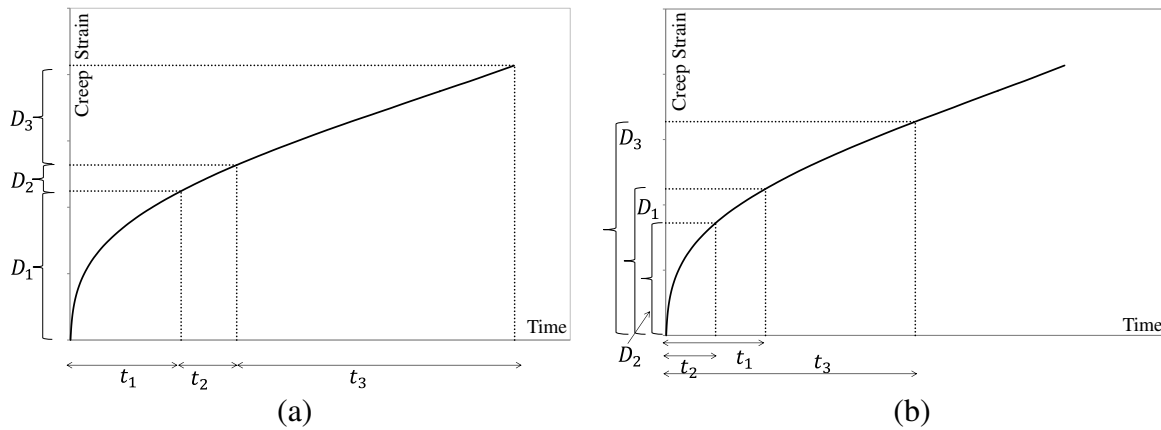 Creep Strain
D₃
D₂
D₁
Time
t₁
t₂
t₃
(a)
Creep Strain
D₃
D₁
D₂
Time
t₁
t₂
t₃
(b)